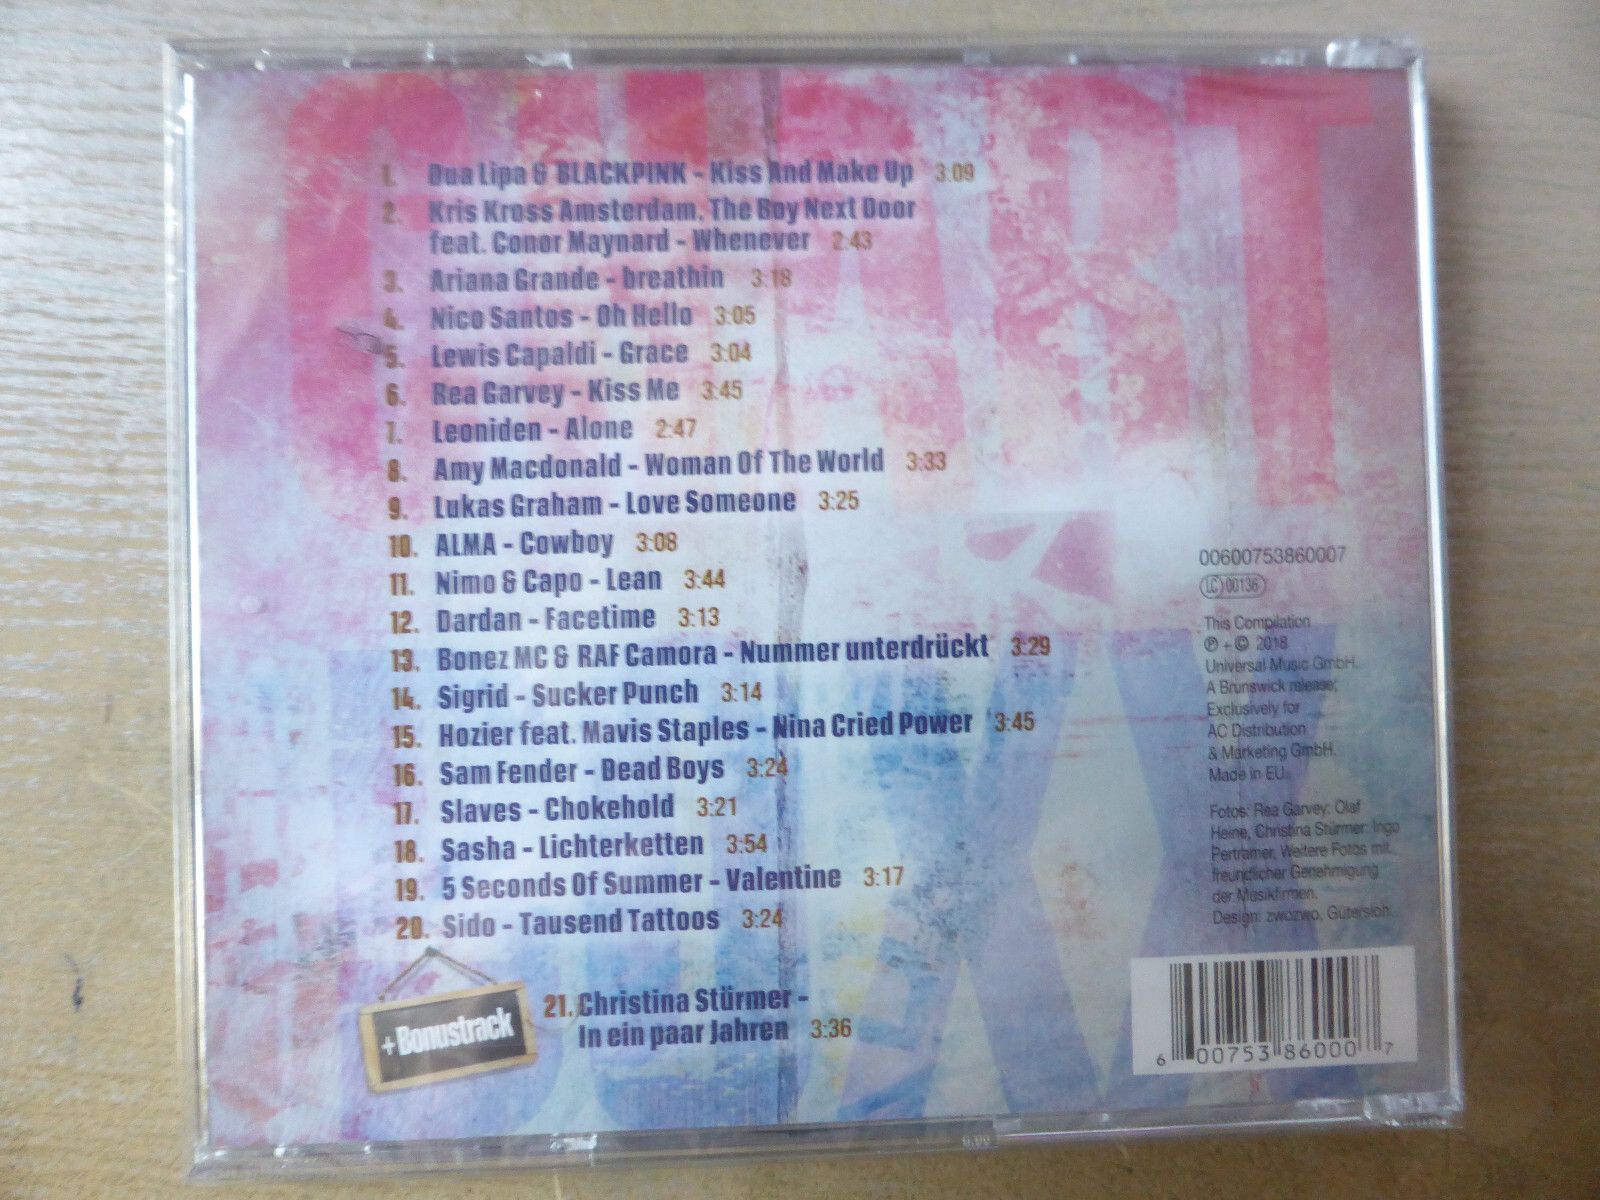 CHART
BOXX
1. Dua Lipa & BLACKPINK - Kiss And Make Up 3:09
2. Kris Kross Amsterdam, The Boy Next Door
feat. Conor Maynard - Whenever 2:43
3. Ariana Grande - breathin 3:18
4. Nico Santos - Oh Hello 3:05
5. Lewis Capaldi - Grace 3:04
6. Rea Garvey - Kiss Me 3:45
7. Leoniden - Alone 2:47
8. Amy Macdonald - Woman Of The World 3:33
9. Lukas Graham - Love Someone 3:25
10. ALMA - Cowboy 3:08
11. Nimo & Capo - Lean 3:44
12. Dardan - Facetime 3:13
13. Bonez MC & RAF Camora - Nummer unterdrückt 3:29
14. Sigrid - Sucker Punch 3:14
15. Hozier feat. Mavis Staples - Nina Cried Power 3:45
16. Sam Fender - Dead Boys 3:24
17. Slaves - Chokehold 3:21
18. Sasha - Lichterketten 3:54
19. 5 Seconds Of Summer - Valentine 3:17
20. Sido - Tausend Tattoos 3:24
+ Bonustrack
21. Christina Stürmer -
In ein paar Jahren 3:36
00600753860007
LC 00136
This Compilation
℗ + © 2018
Universal Music GmbH.
A Brunswick release;
Exclusively for
AC Distribution
& Marketing GmbH.
Made in EU.
Fotos: Rea Garvey: Olaf
Heine, Christina Stürmer: Ingo
Pertramer, Weitere Fotos mit
freundlicher Genehmigung
der Musikfirmen.
Design: zwozwo, Gütersloh.
6 00753 86000 7